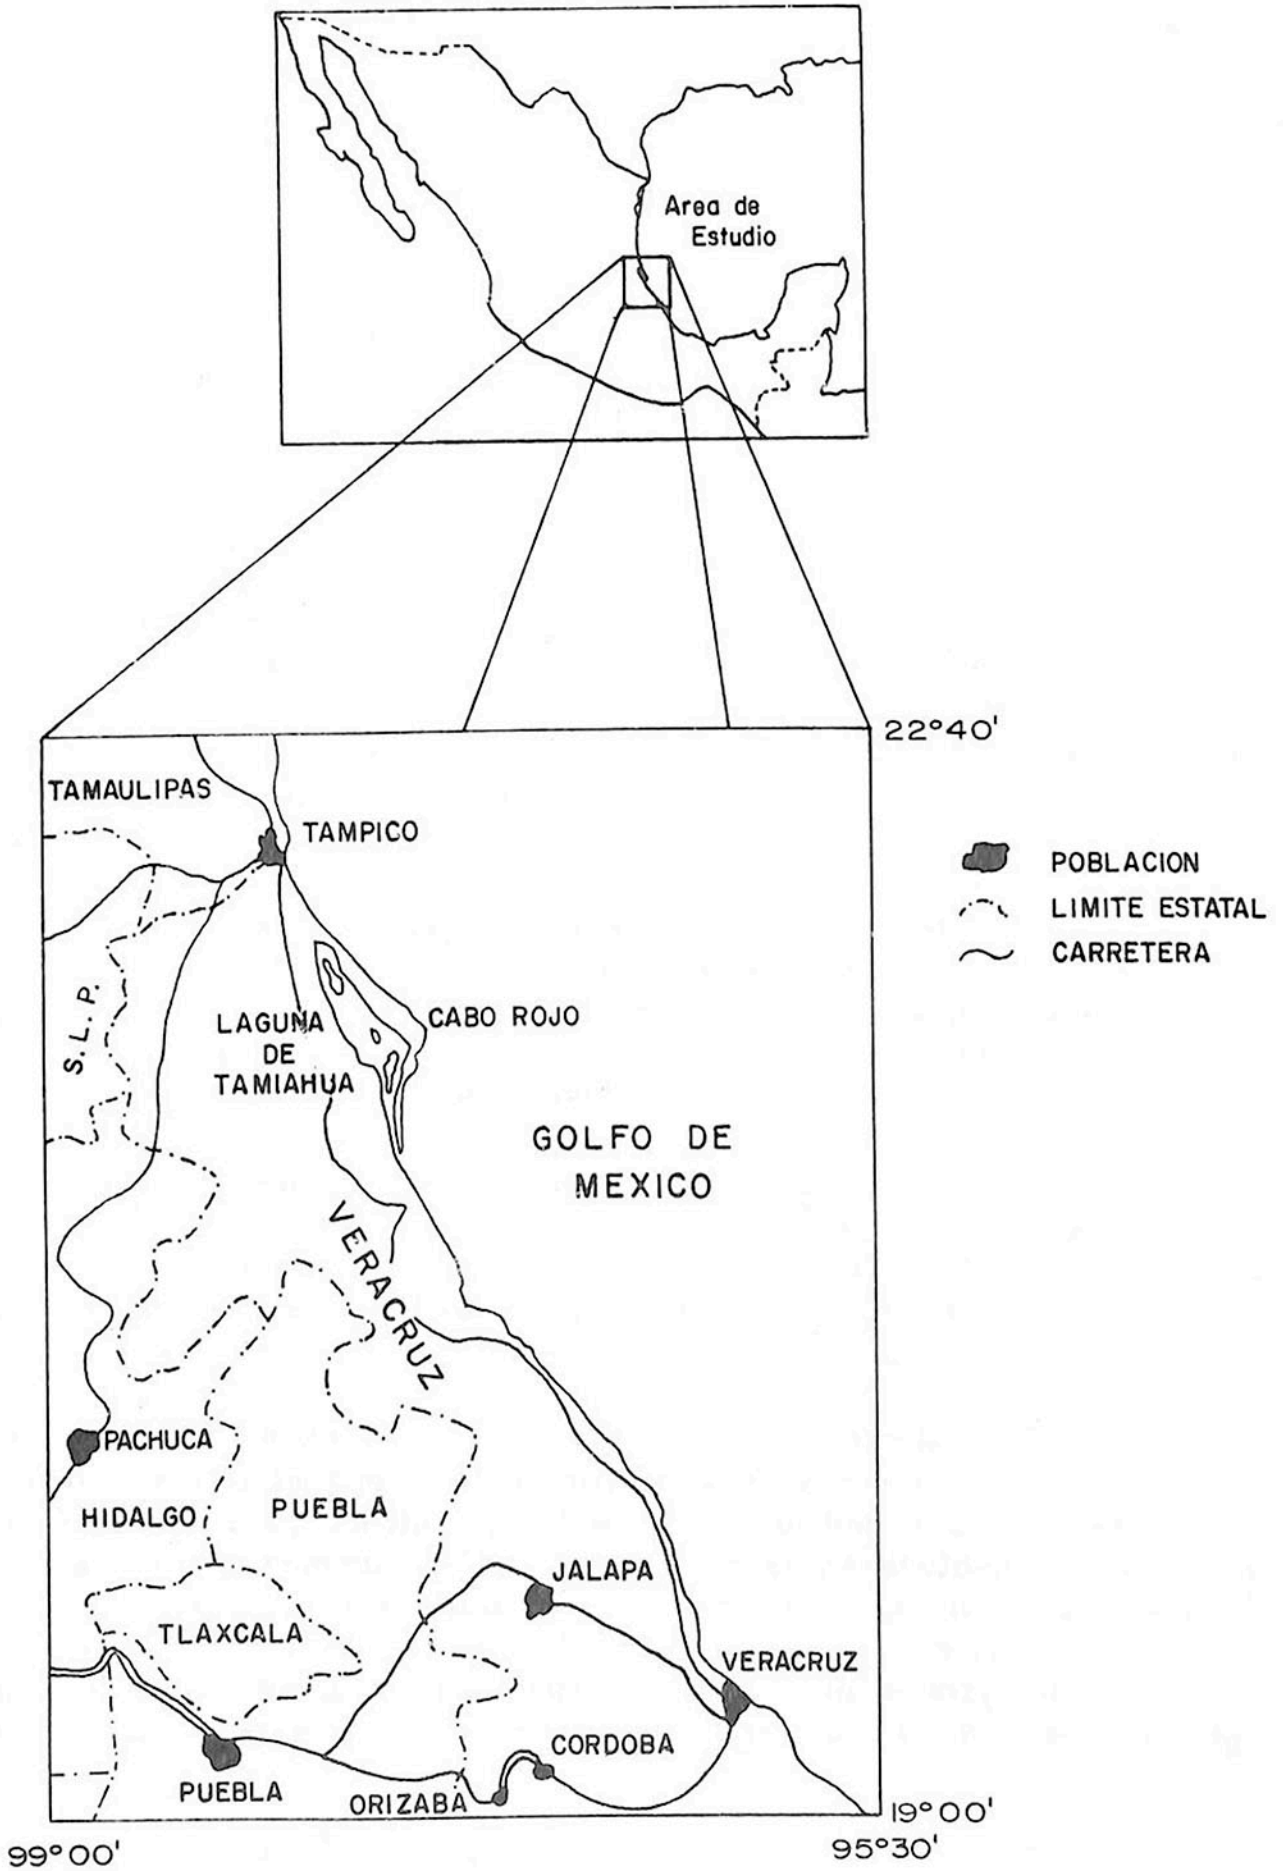 Area de
Estudio
22°40'
TAMAULIPAS
TAMPICO
POBLACION
LIMITE ESTATAL
CARRETERA
S.L.P.
LAGUNA
DE
TAMIAHUA
CABO ROJO
GOLFO DE
MEXICO
VERACRUZ
PACHUCA
HIDALGO
PUEBLA
JALAPA
TLAXCALA
VERACRUZ
CORDOBA
PUEBLA
ORIZABA
19°00'
99°00'
95°30'